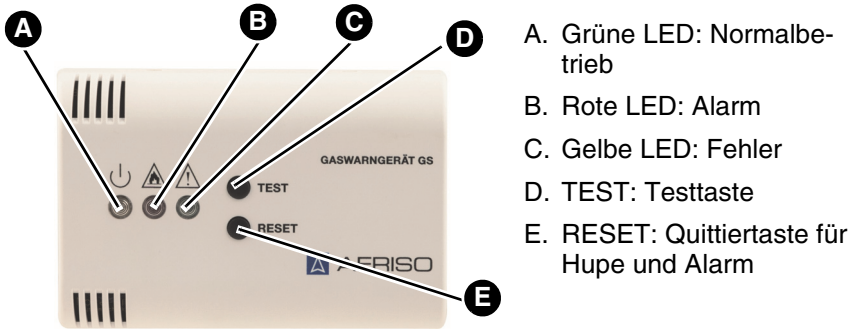 A
B
C
D
GASWARNGERÄT GS
TEST
RESET
E
A. Grüne LED: Normalbe-
trieb
B. Rote LED: Alarm
C. Gelbe LED: Fehler
D. TEST: Testtaste
E. RESET: Quittiertaste für
Hupe und Alarm